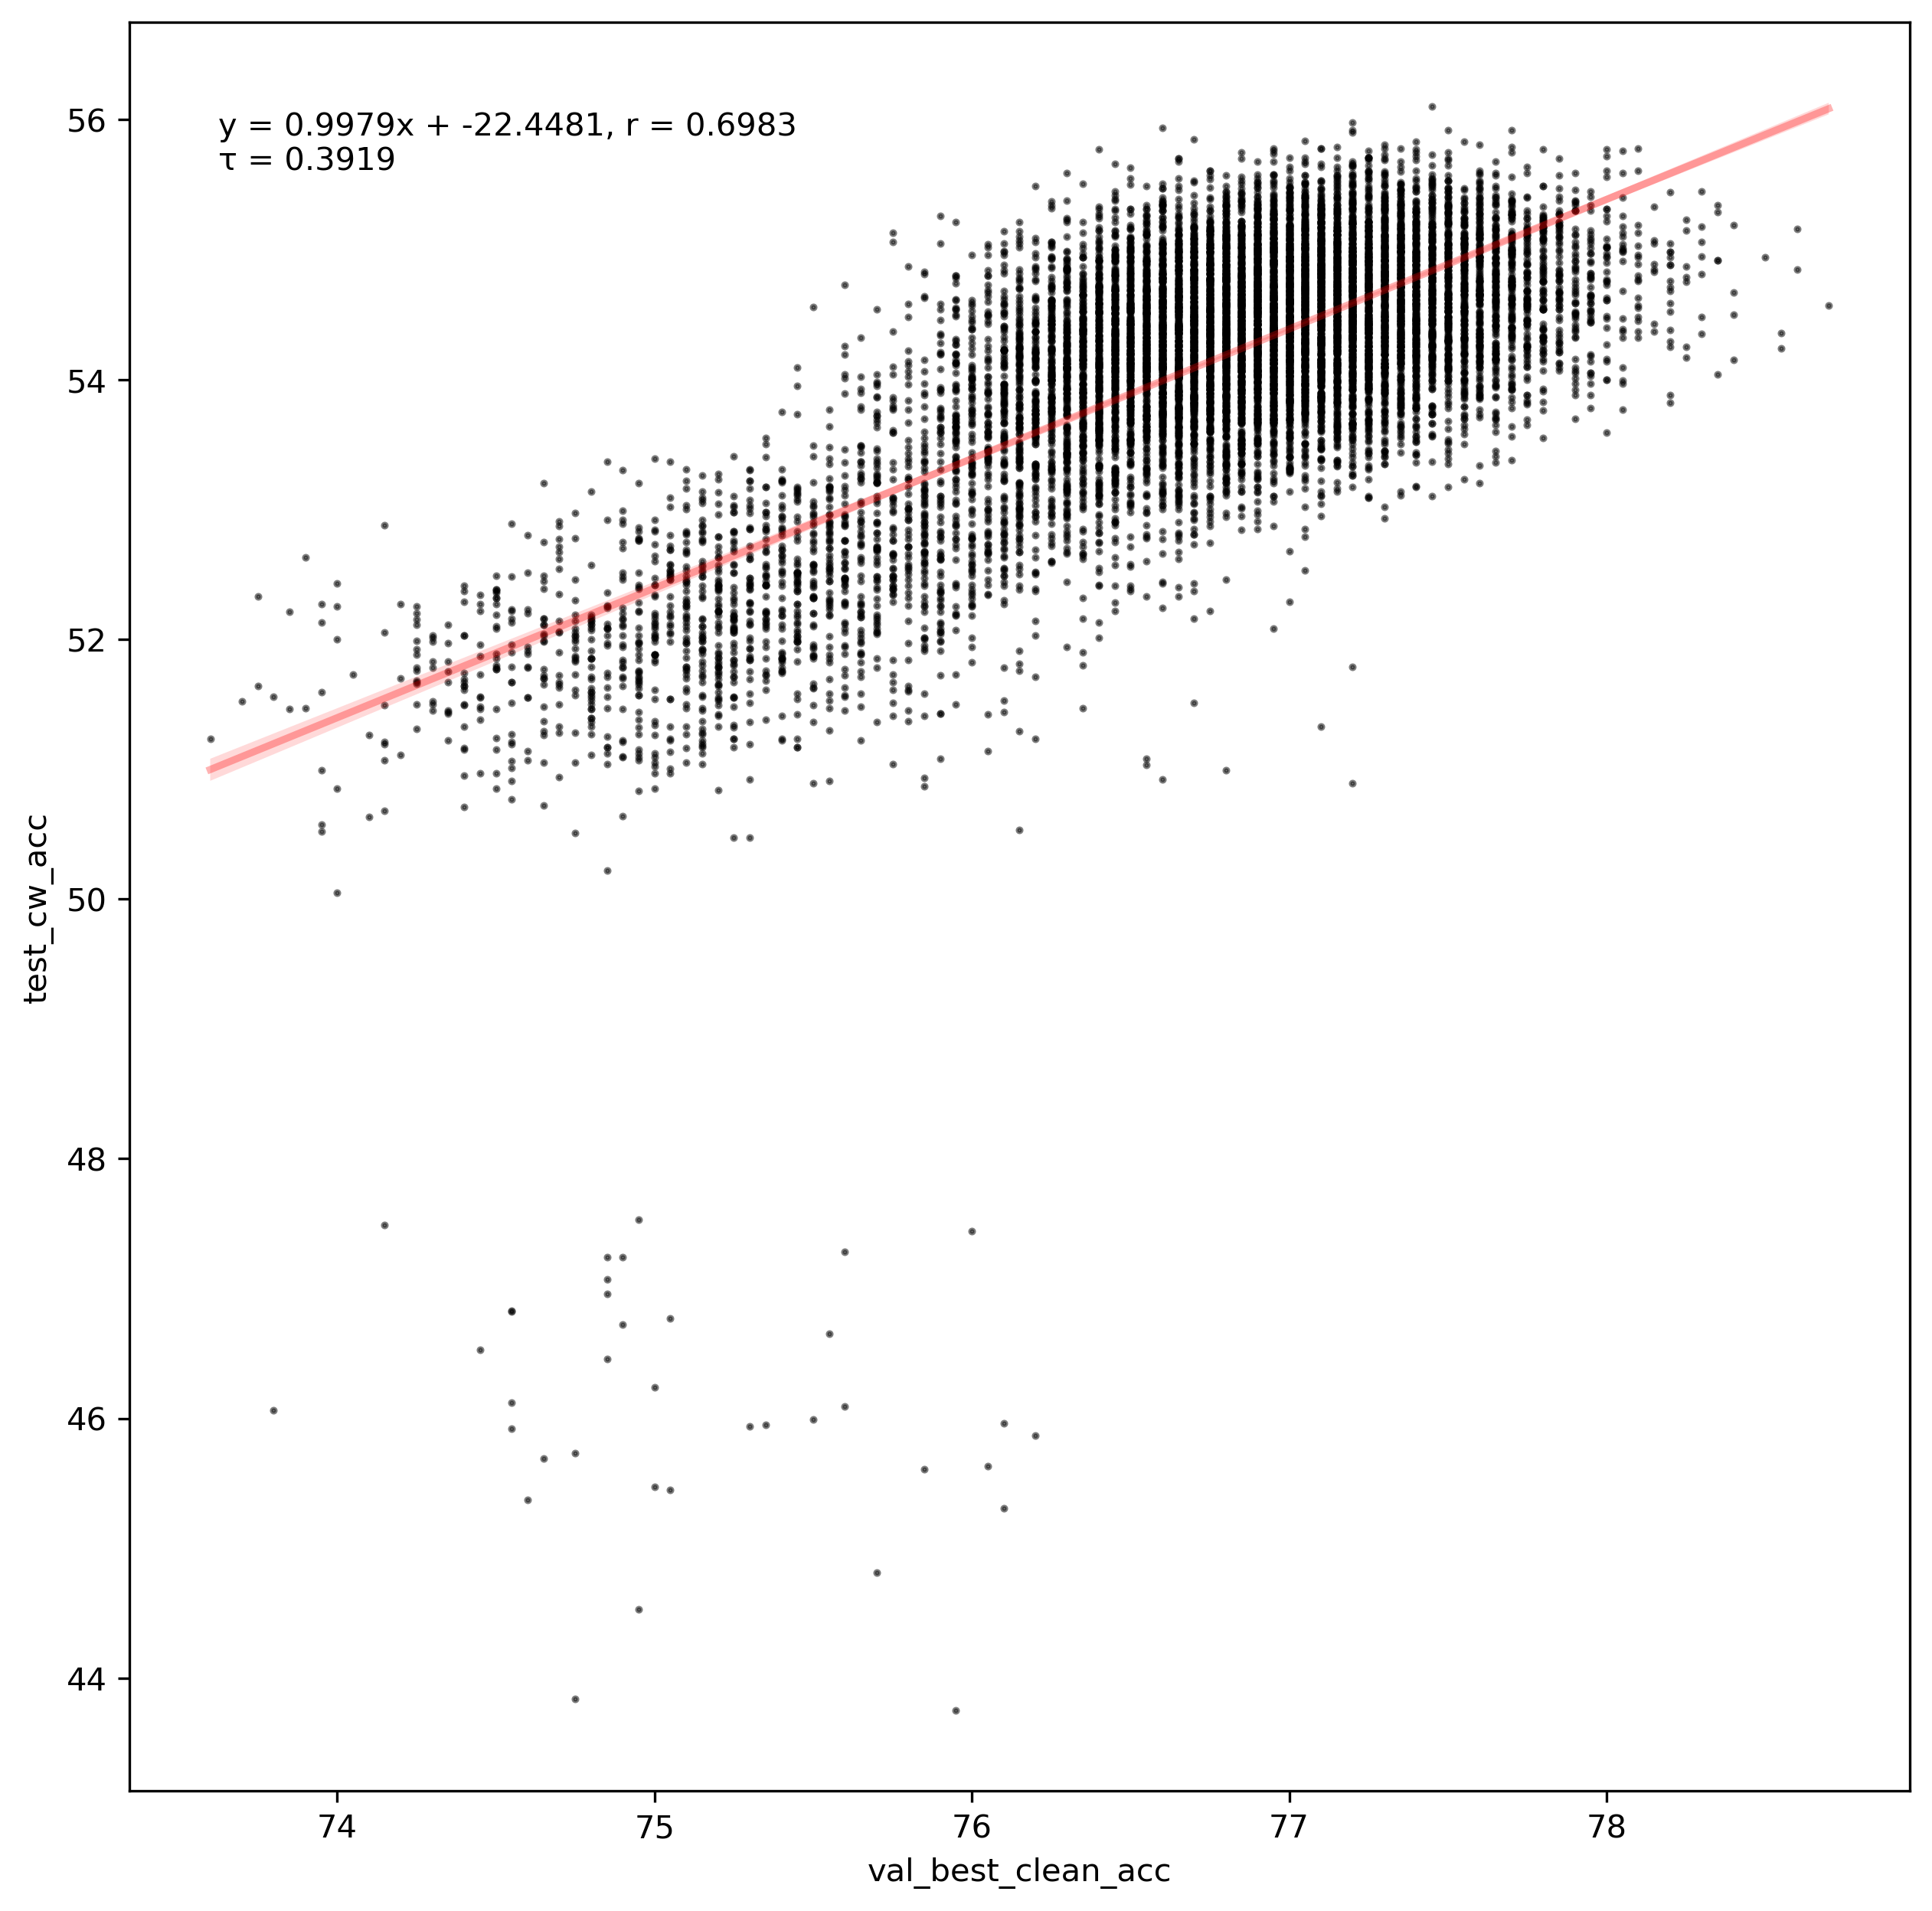 y = 0.9979x + -22.4481, r = 0.6983
τ = 0.3919
56
54
52
50
48
46
44
test_cw_acc
74 75 76 77 78
val_best_clean_acc